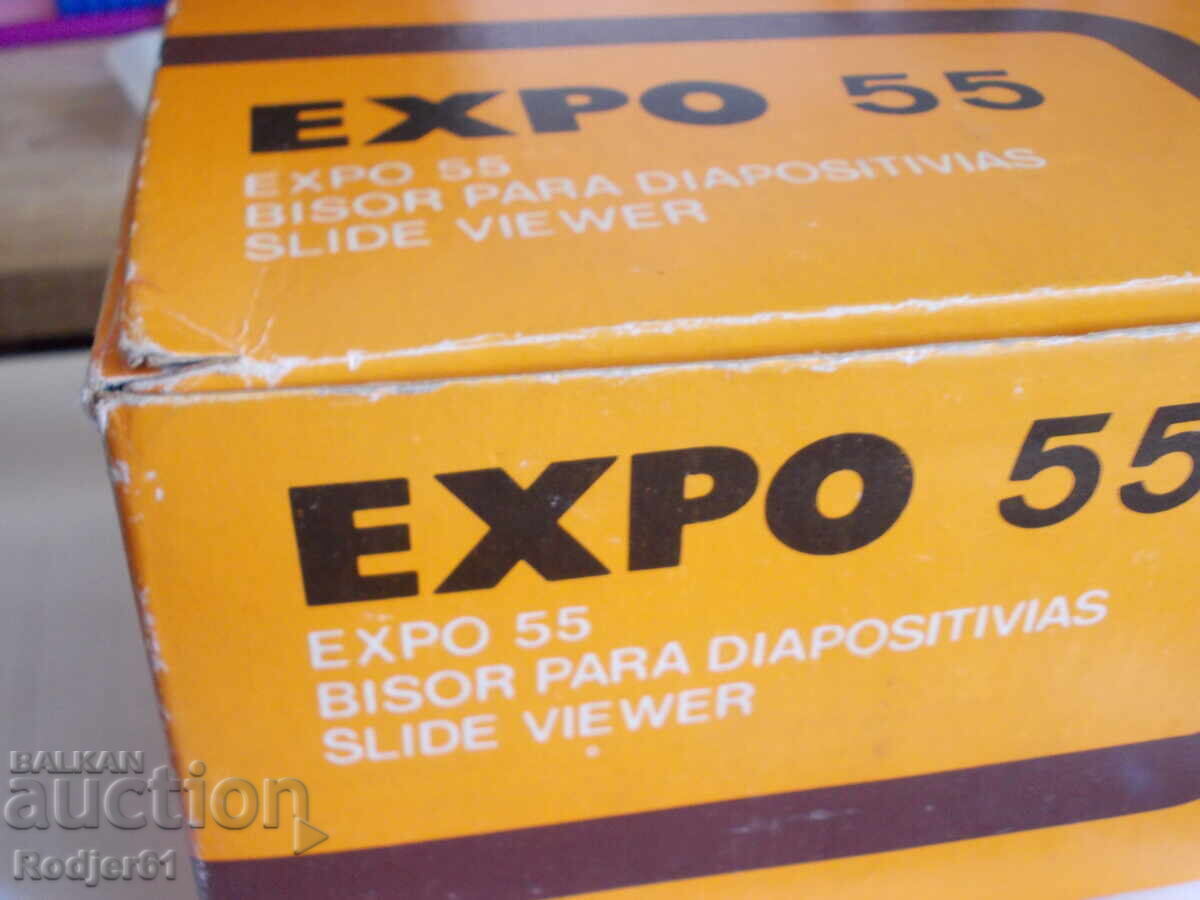 EXPO 55
EXPO 55
BISOR PARA DIAPOSITIVIAS
SLIDE VIEWER
EXPO 55
EXPO 55
BISOR PARA DIAPOSITIVIAS
SLIDE VIEWER
BALKAN
auction
Rodjer61